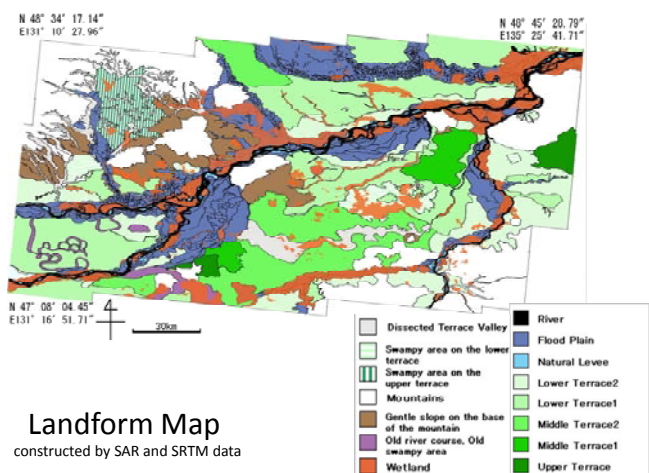 N 48° 34' 17.14"
E131° 10' 27.96"
N 48° 45' 28.79"
E135° 25' 41.71"
N 47° 08' 04.45"
E131° 16' 51.71"
30km
Landform Map
constructed by SAR and SRTM data
Dissected Terrace Valley
Swampy area on the lower
terrace
Swampy area on the
upper terrace
Mountains
Gentle slope on the base
of the mountain
Old river course, Old
swampy area
Wetland
River
Flood Plain
Natural Levee
Lower Terrace2
Lower Terrace1
Middle Terrace2
Middle Terrace1
Upper Terrace